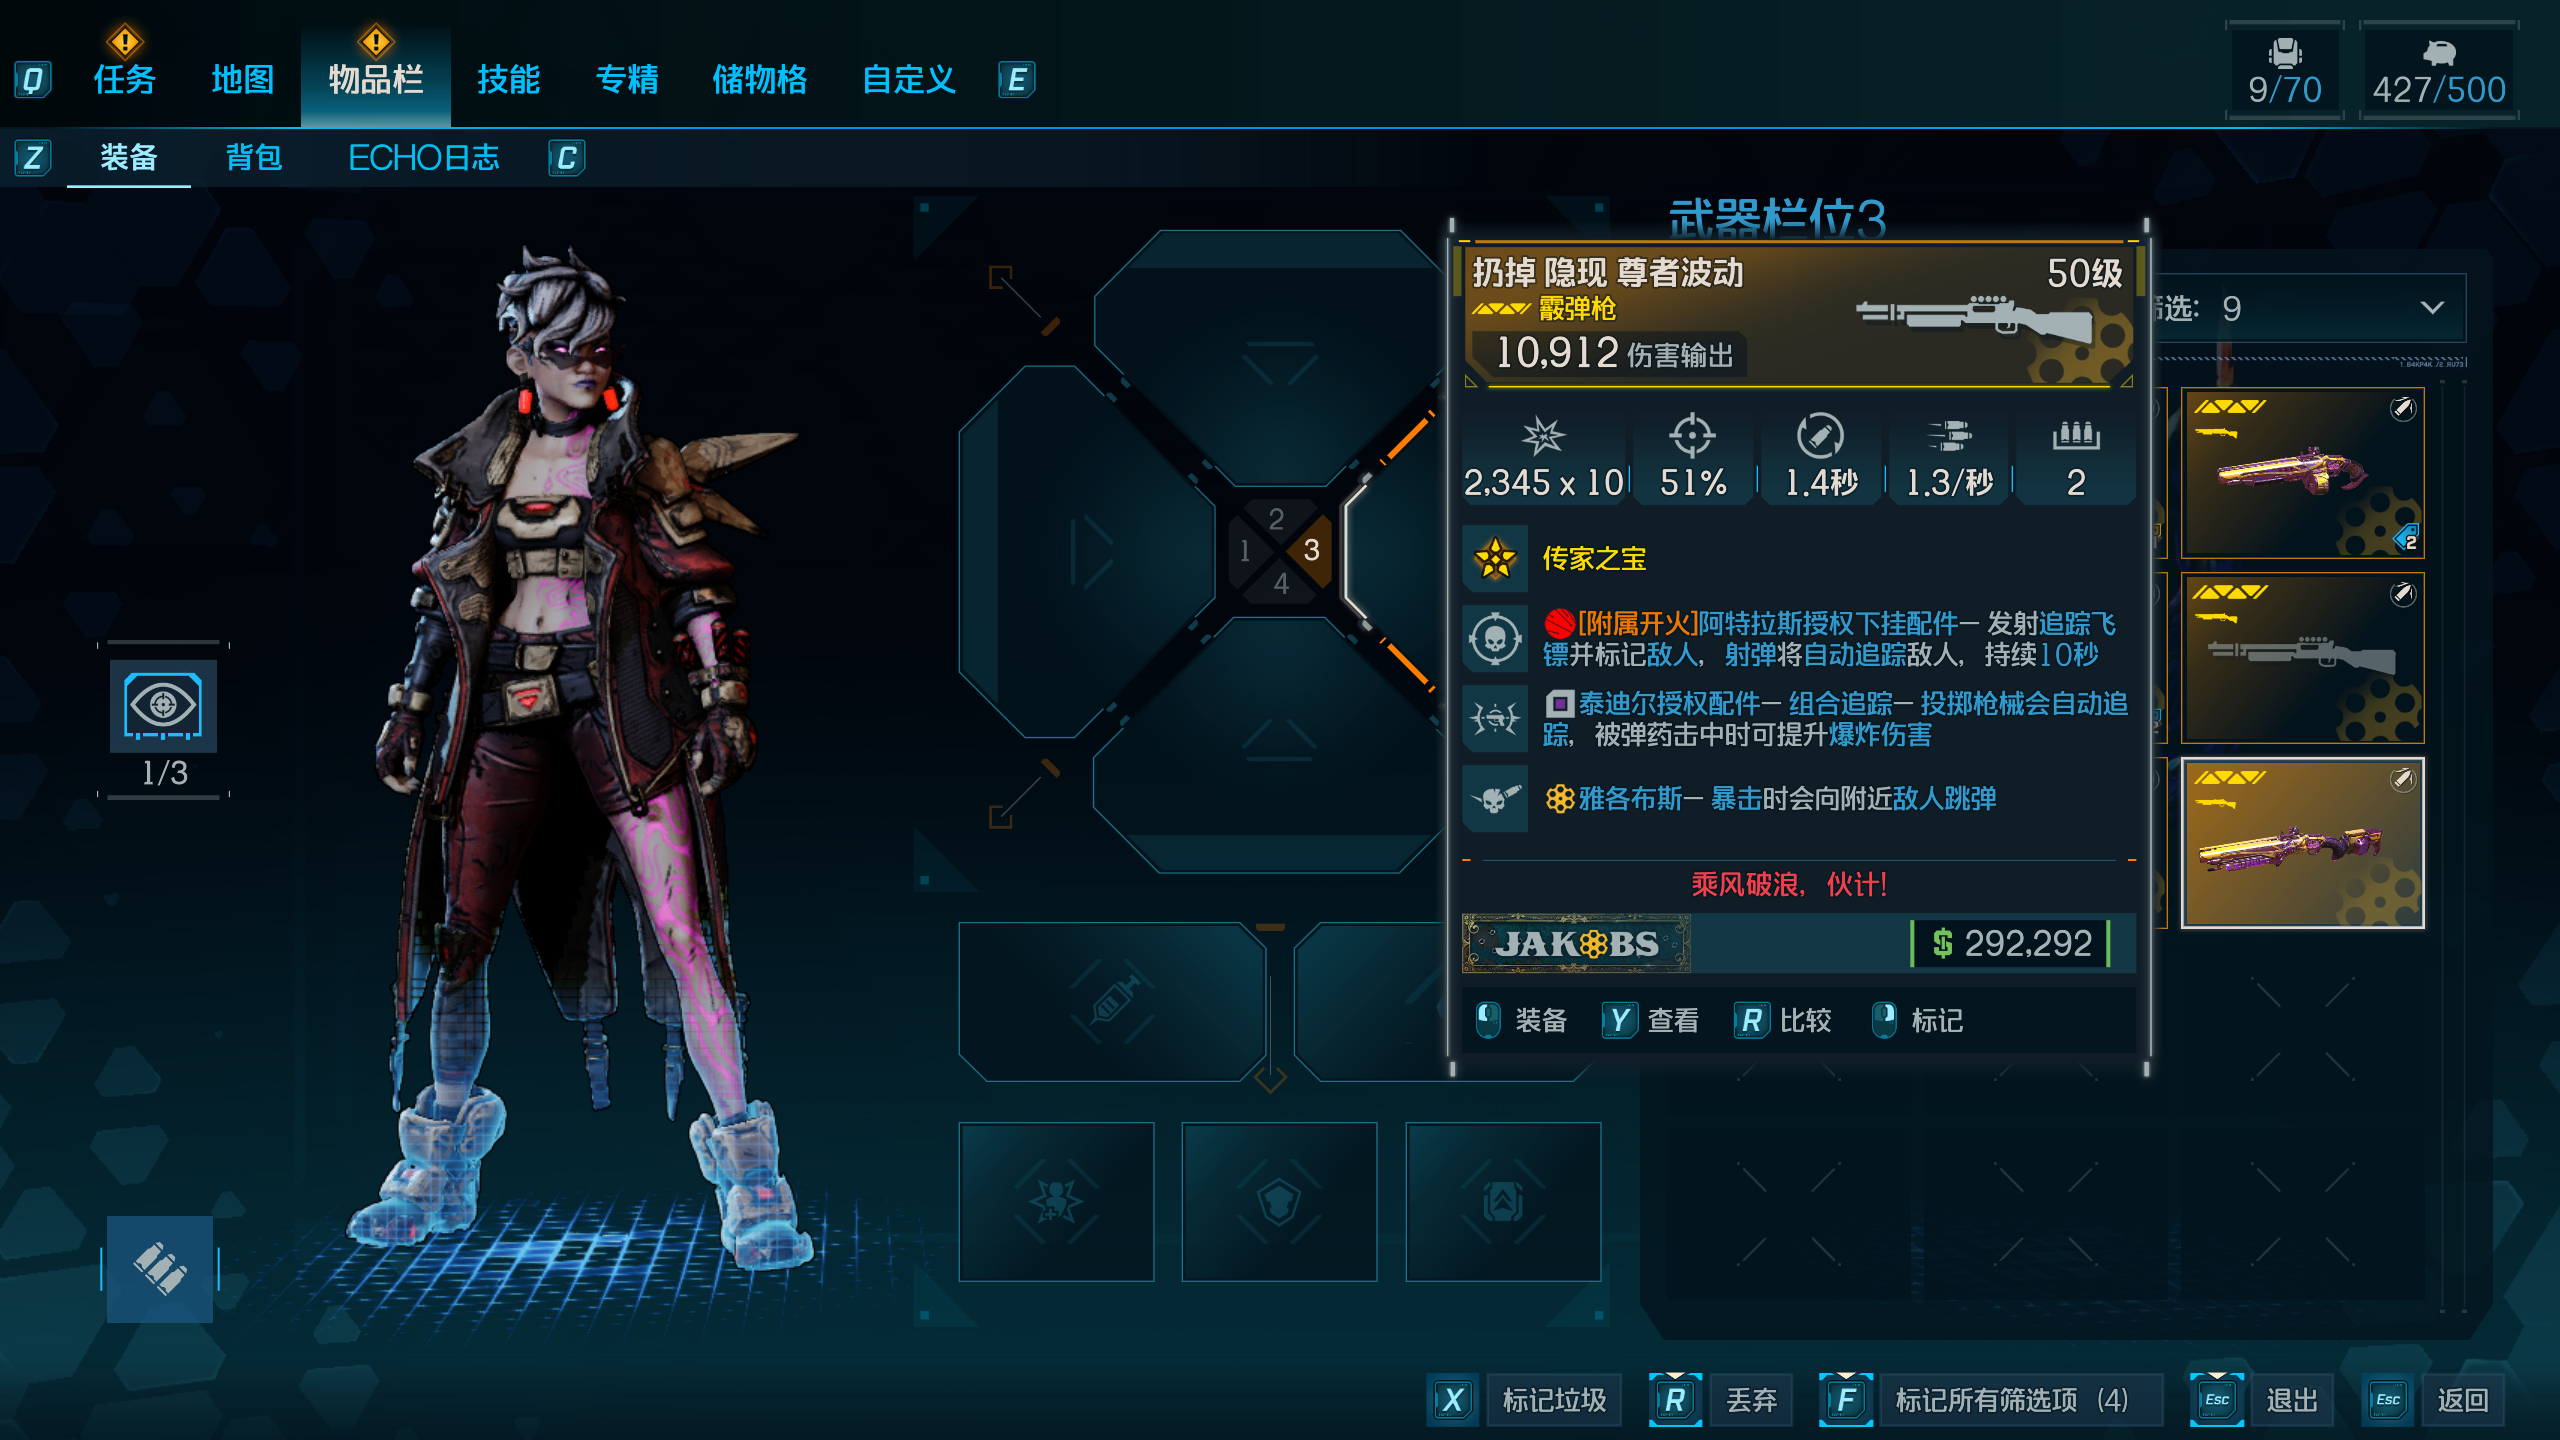 Q 任务 地图 物品栏 技能 专精 储物格 自定义 E
9/70 427/500
Z 装备 背包 ECHO日志 C
武器栏位3
扔掉 隐现 尊者波动 50级
霰弹枪
10,912 伤害输出
选: 9
2,345 x 10 51% 1.4秒 1.3/秒 2
传家之宝
[附属开火]阿特拉斯授权下挂配件— 发射追踪飞
镖并标记敌人, 射弹将自动追踪敌人, 持续10秒
泰迪尔授权配件— 组合追踪— 投掷枪械会自动追
踪, 被弹药击中时可提升爆炸伤害
雅各布斯— 暴击时会向附近敌人跳弹
乘风破浪, 伙计!
JAKOBS $ 292,292
装备 Y 查看 R 比较 标记
2
1 3
4
2
1/3
X 标记垃圾 R 丢弃 F 标记所有筛选项 (4) Esc 退出 Esc 返回